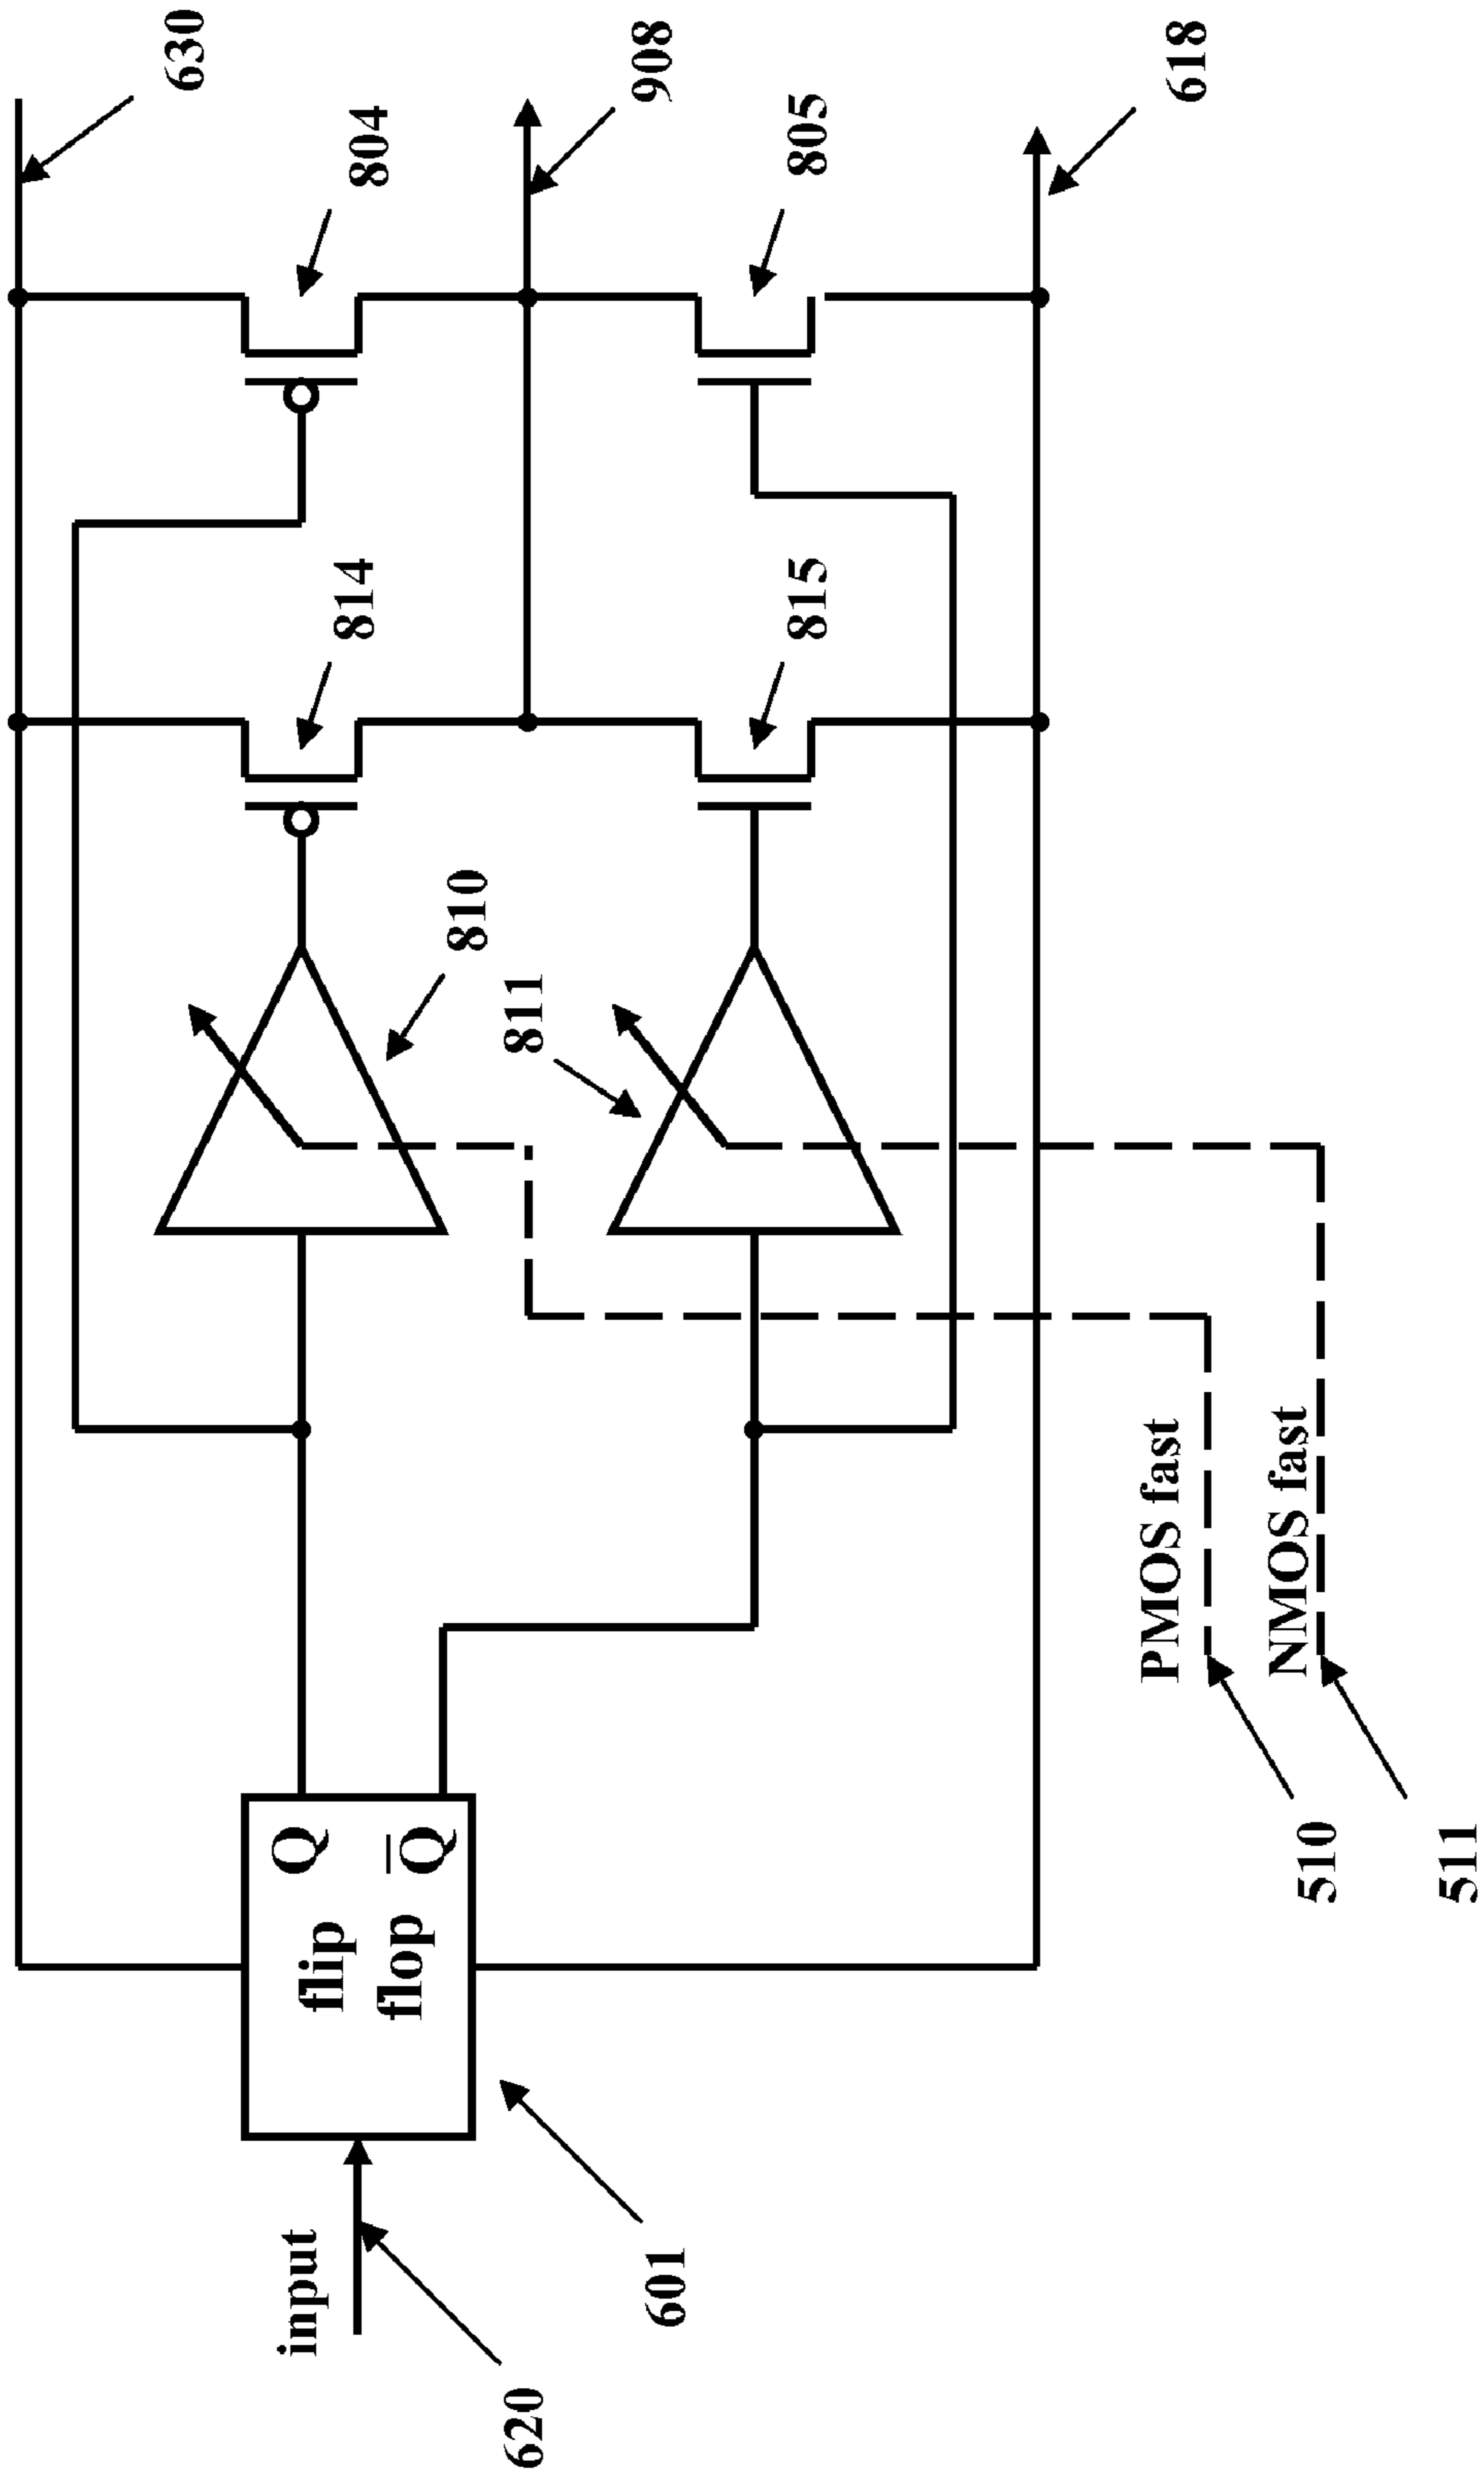 630
804
908
805
618
814
815
810
811
PMOS fast
NMOS fast
510
511
Q
Q̅
flip
flop
input
601
620